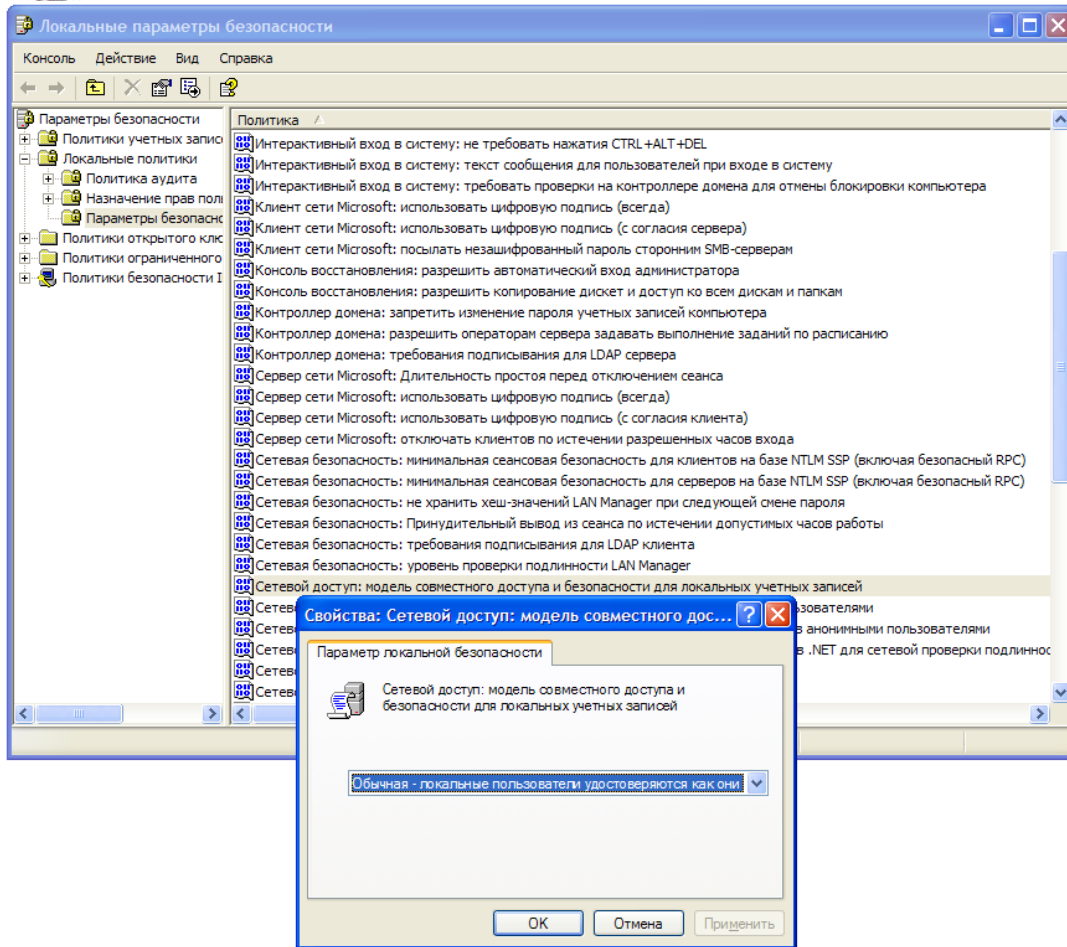 Локальные параметры безопасности
Консоль Действие Вид Справка
Параметры безопасности
Политики учетных записе
Локальные политики
Политика аудита
Назначение прав поль
Параметры безопасно
Политики открытого клю
Политики ограниченного
Политики безопасности I
Политика
Интерактивный вход в систему: не требовать нажатия CTRL+ALT+DEL
Интерактивный вход в систему: текст сообщения для пользователей при входе в систему
Интерактивный вход в систему: требовать проверки на контроллере домена для отмены блокировки компьютера
Клиент сети Microsoft: использовать цифровую подпись (всегда)
Клиент сети Microsoft: использовать цифровую подпись (с согласия сервера)
Клиент сети Microsoft: посылать незашифрованный пароль сторонним SMB-серверам
Консоль восстановления: разрешить автоматический вход администратора
Консоль восстановления: разрешить копирование дискет и доступ ко всем дискам и папкам
Контроллер домена: запретить изменение пароля учетных записей компьютера
Контроллер домена: разрешить операторам сервера задавать выполнение заданий по расписанию
Контроллер домена: требования подписывания для LDAP сервера
Сервер сети Microsoft: Длительность простоя перед отключением сеанса
Сервер сети Microsoft: использовать цифровую подпись (всегда)
Сервер сети Microsoft: использовать цифровую подпись (с согласия клиента)
Сервер сети Microsoft: отключать клиентов по истечении разрешенных часов входа
Сетевая безопасность: минимальная сеансовая безопасность для клиентов на базе NTLM SSP (включая безопасный RPC)
Сетевая безопасность: минимальная сеансовая безопасность для серверов на базе NTLM SSP (включая безопасный RPC)
Сетевая безопасность: не хранить хеш-значений LAN Manager при следующей смене пароля
Сетевая безопасность: Принудительный вывод из сеанса по истечении допустимых часов работы
Сетевая безопасность: требования подписывания для LDAP клиента
Сетевая безопасность: уровень проверки подлинности LAN Manager
Сетевой доступ: модель совместного доступа и безопасности для локальных учетных записей
Сетев ьзователями
Сетев в анонимными пользователями
Сетев в .NET для сетевой проверки подлиннос
Сетев
Сетев
Свойства: Сетевой доступ: модель совместного дос...
Параметр локальной безопасности
Сетевой доступ: модель совместного доступа и
безопасности для локальных учетных записей
Обычная - локальные пользователи удостоверяются как они
OK Отмена Применить